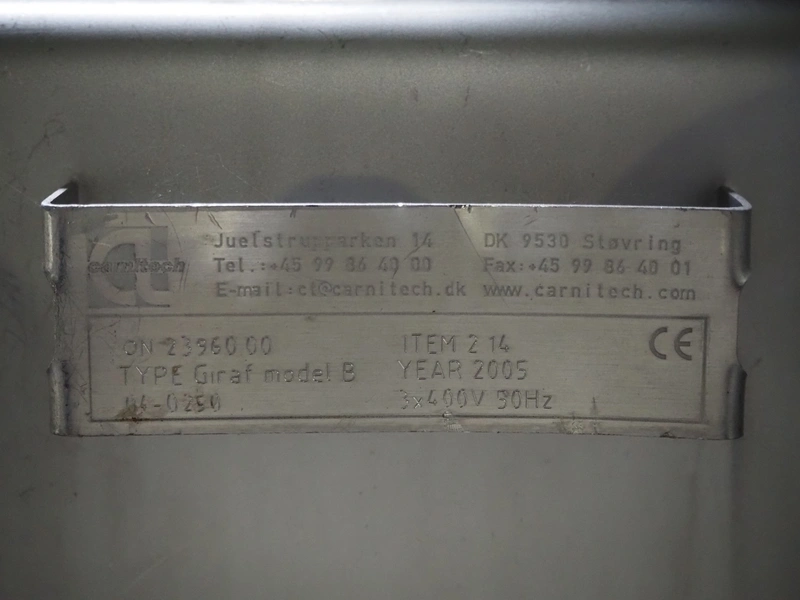 carnitech
Juelstrupparken 14 DK 9530 Støvring
Tel.:+45 99 86 40 00 Fax:+45 99 86 40 01
E-mail:ct@carnitech.dk www.carnitech.com
ON 23960.00 ITEM 2.14 CE
TYPE Giraf model B YEAR 2005
04-0250 3x400V 50Hz